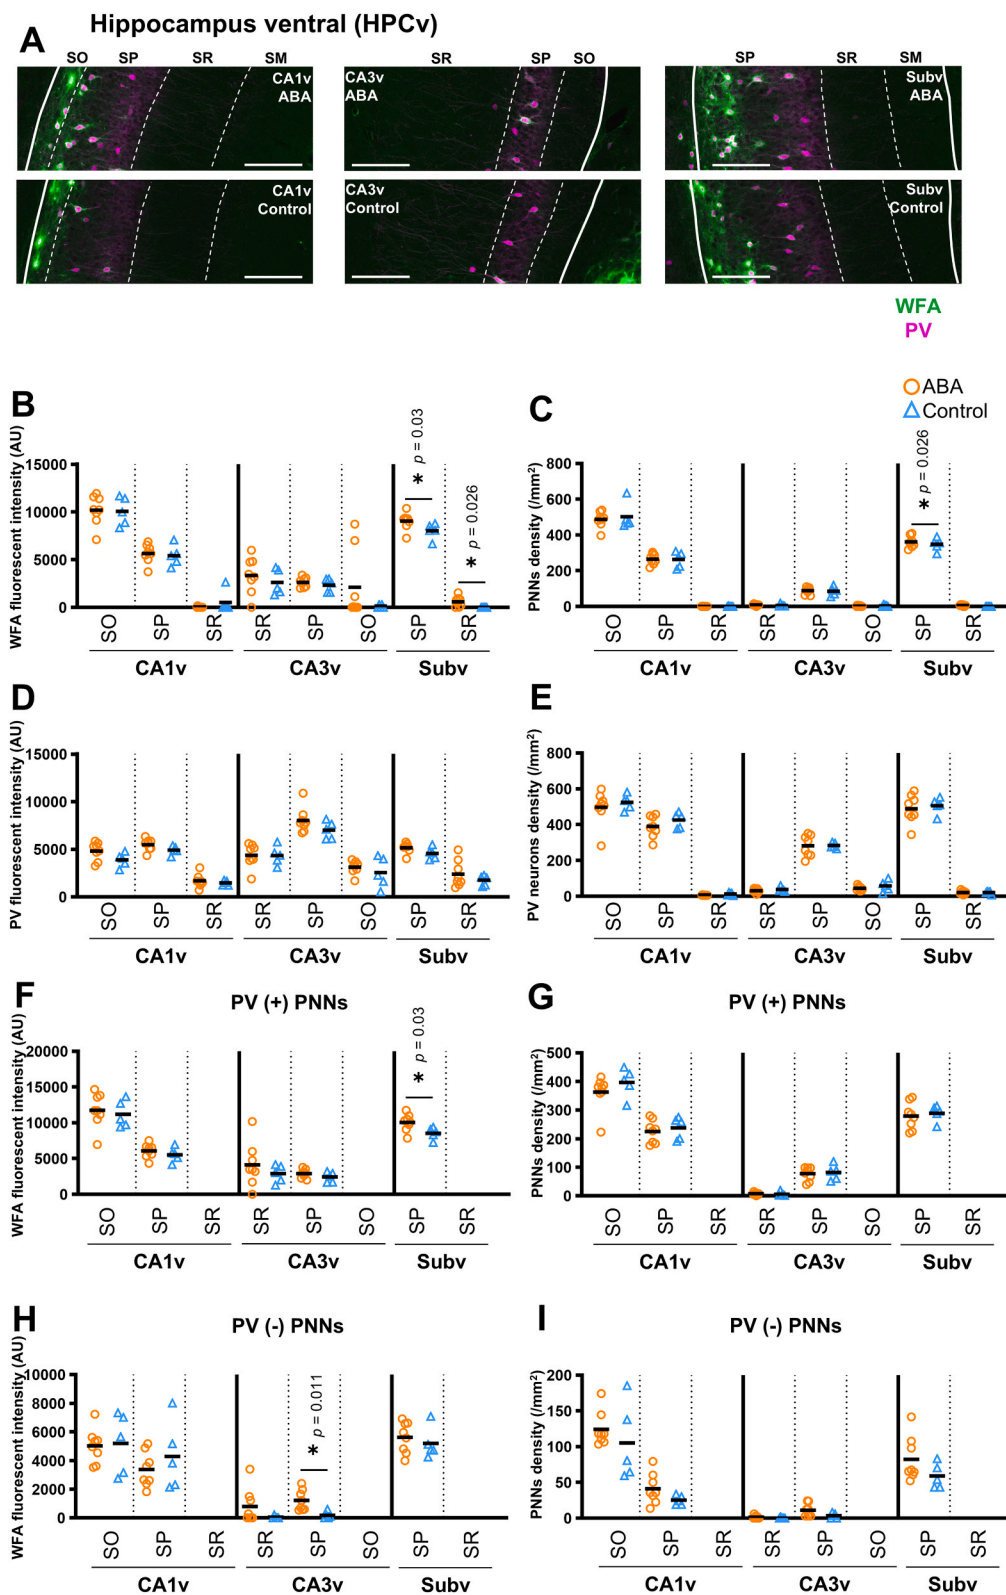 Hippocampus ventral (HPCv)
A
SO SP SR SM
SR SP SO
SP SR SM
CA1v
ABA
CA3v
ABA
Subv
ABA
CA1v
Control
CA3v
Control
Subv
Control
WFA
PV
ABA
Control
B
WFA fluorescent intensity (AU)
15000
10000
5000
0
* p = 0.03
* p = 0.026
SO SP SR SR SP SO SP SR
CA1v CA3v Subv
C
PNNs density (/mm2)
800
600
400
200
0
* p = 0.026
SO SP SR SR SP SO SP SR
CA1v CA3v Subv
D
PV fluorescent intensity (AU)
15000
10000
5000
0
SO SP SR SR SP SO SP SR
CA1v CA3v Subv
E
PV neurons density (/mm2)
800
600
400
200
0
SO SP SR SR SP SO SP SR
CA1v CA3v Subv
F
PV (+) PNNs
WFA fluorescent intensity (AU)
20000
15000
10000
5000
0
* p = 0.03
SO SP SR SR SP SO SP SR
CA1v CA3v Subv
G
PV (+) PNNs
PNNs density (/mm2)
500
400
300
200
100
0
SO SP SR SR SP SO SP SR
CA1v CA3v Subv
H
PV (-) PNNs
WFA fluorescent intensity (AU)
10000
8000
6000
4000
2000
0
* p = 0.011
SO SP SR SR SP SO SP SR
CA1v CA3v Subv
I
PV (-) PNNs
PNNs density (/mm2)
200
150
100
50
0
SO SP SR SR SP SO SP SR
CA1v CA3v Subv